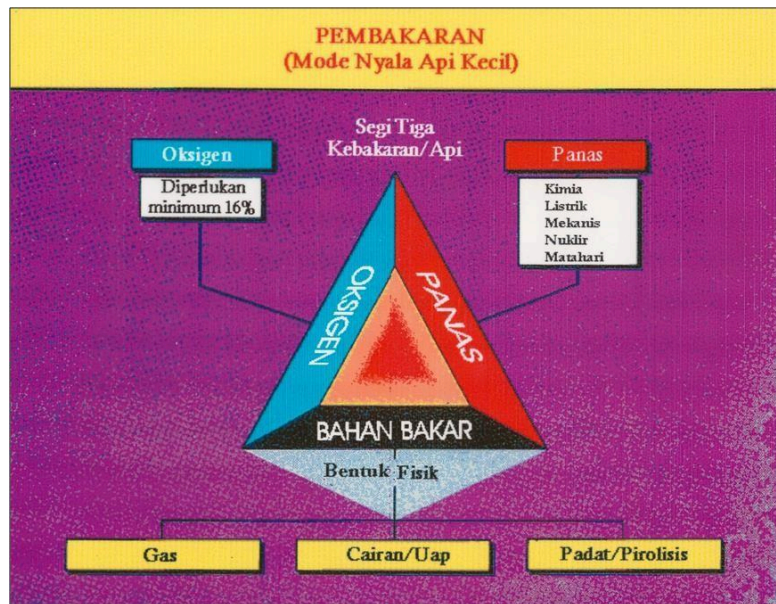 PEMBAKARAN
(Mode Nyala Api Kecil)
Segi Tiga
Kebakaran/Api
Oksigen
Diperlukan
minimum 16%
Panas
Kimia
Listrik
Mekanis
Nuklir
Matahari
OKSIGEN
PANAS
BAHAN BAKAR
Bentuk Fisik
Gas
Cairan/Uap
Padat/Pirolisis